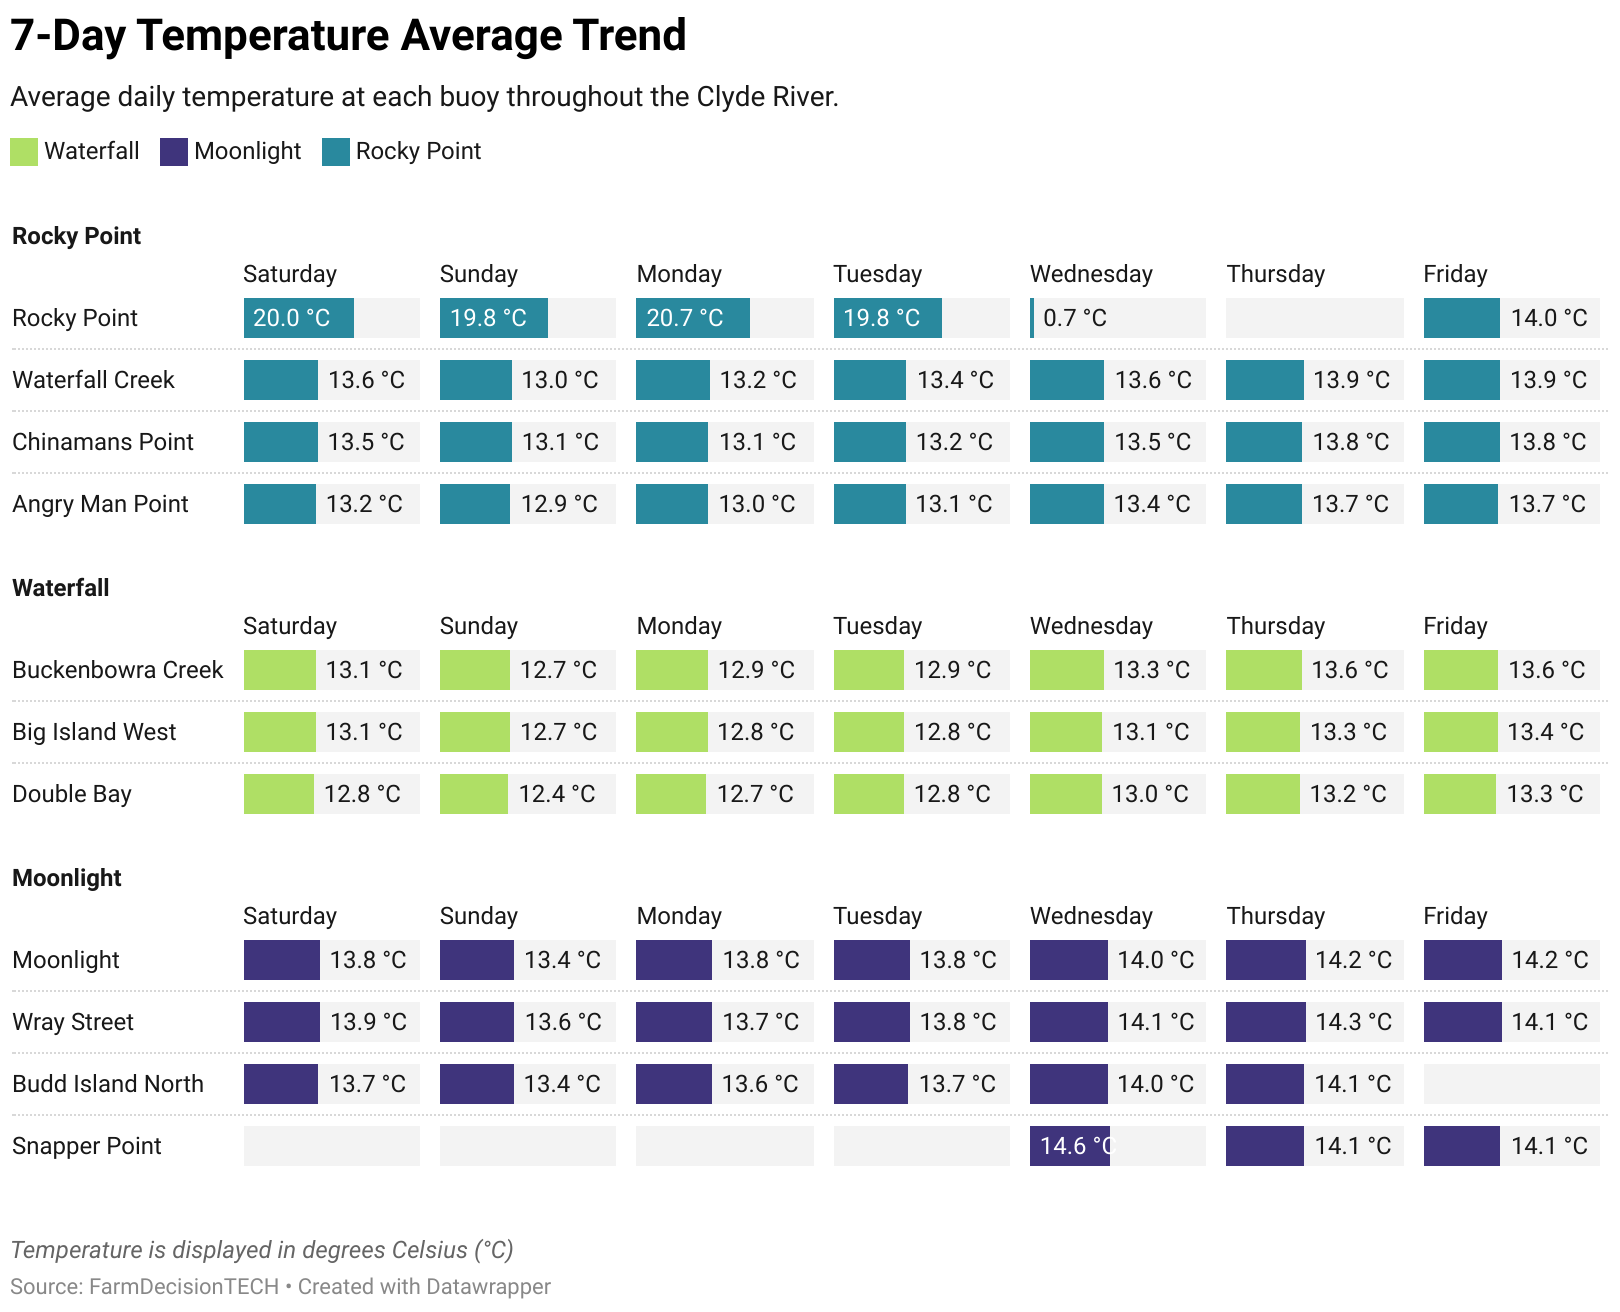 7-Day Temperature Average Trend
Average daily temperature at each buoy throughout the Clyde River.
Waterfall Moonlight Rocky Point
Rocky Point
Saturday Sunday Monday Tuesday Wednesday Thursday Friday
Rocky Point 20.0 °C 19.8 °C 20.7 °C 19.8 °C 0.7 °C 14.0 °C
Waterfall Creek 13.6 °C 13.0 °C 13.2 °C 13.4 °C 13.6 °C 13.9 °C 13.9 °C
Chinamans Point 13.5 °C 13.1 °C 13.1 °C 13.2 °C 13.5 °C 13.8 °C 13.8 °C
Angry Man Point 13.2 °C 12.9 °C 13.0 °C 13.1 °C 13.4 °C 13.7 °C 13.7 °C
Waterfall
Saturday Sunday Monday Tuesday Wednesday Thursday Friday
Buckenbowra Creek 13.1 °C 12.7 °C 12.9 °C 12.9 °C 13.3 °C 13.6 °C 13.6 °C
Big Island West 13.1 °C 12.7 °C 12.8 °C 12.8 °C 13.1 °C 13.3 °C 13.4 °C
Double Bay 12.8 °C 12.4 °C 12.7 °C 12.8 °C 13.0 °C 13.2 °C 13.3 °C
Moonlight
Saturday Sunday Monday Tuesday Wednesday Thursday Friday
Moonlight 13.8 °C 13.4 °C 13.8 °C 13.8 °C 14.0 °C 14.2 °C 14.2 °C
Wray Street 13.9 °C 13.6 °C 13.7 °C 13.8 °C 14.1 °C 14.3 °C 14.1 °C
Budd Island North 13.7 °C 13.4 °C 13.6 °C 13.7 °C 14.0 °C 14.1 °C
Snapper Point 14.6 °C 14.1 °C 14.1 °C
Temperature is displayed in degrees Celsius (°C)
Source: FarmDecisionTECH • Created with Datawrapper